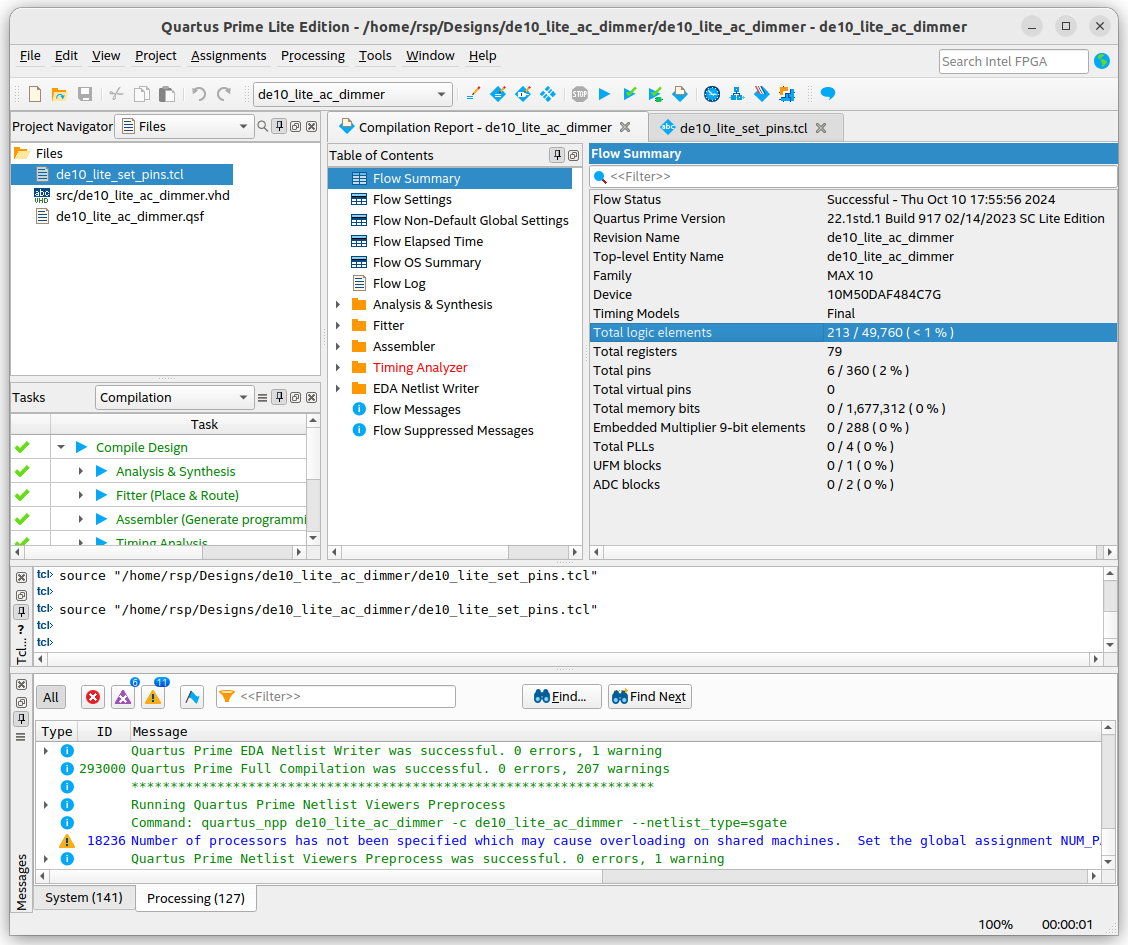 Quartus Prime Lite Edition - /home/rsp/Designs/de10_lite_ac_dimmer/de10_lite_ac_dimmer - de10_lite_ac_dimmer
File Edit View Project Assignments Processing Tools Window Help
Search Intel FPGA
de10_lite_ac_dimmer
STOP
Project Navigator Files
Compilation Report - de10_lite_ac_dimmer
abc de10_lite_set_pins.tcl
Files
de10_lite_set_pins.tcl
abc VHD src/de10_lite_ac_dimmer.vhd
de10_lite_ac_dimmer.qsf
Table of Contents
Flow Summary
Flow Settings
Flow Non-Default Global Settings
Flow Elapsed Time
Flow OS Summary
Flow Log
Analysis & Synthesis
Fitter
Assembler
Timing Analyzer
EDA Netlist Writer
Flow Messages
Flow Suppressed Messages
Flow Summary
<<Filter>>
Flow Status Successful - Thu Oct 10 17:55:56 2024
Quartus Prime Version 22.1std.1 Build 917 02/14/2023 SC Lite Edition
Revision Name de10_lite_ac_dimmer
Top-level Entity Name de10_lite_ac_dimmer
Family MAX 10
Device 10M50DAF484C7G
Timing Models Final
Total logic elements 213 / 49,760 ( < 1 % )
Total registers 79
Total pins 6 / 360 ( 2 % )
Total virtual pins 0
Total memory bits 0 / 1,677,312 ( 0 % )
Embedded Multiplier 9-bit elements 0 / 288 ( 0 % )
Total PLLs 0 / 4 ( 0 % )
UFM blocks 0 / 1 ( 0 % )
ADC blocks 0 / 2 ( 0 % )
Tasks Compilation
Task
Compile Design
Analysis & Synthesis
Fitter (Place & Route)
Assembler (Generate programmi
Timing Analysis
tcl> source "/home/rsp/Designs/de10_lite_ac_dimmer/de10_lite_set_pins.tcl"
tcl>
tcl> source "/home/rsp/Designs/de10_lite_ac_dimmer/de10_lite_set_pins.tcl"
tcl>
tcl>
?
Tcl...
All 6 11 <<Filter>> Find... Find Next
Type ID Message
Quartus Prime EDA Netlist Writer was successful. 0 errors, 1 warning
293000 Quartus Prime Full Compilation was successful. 0 errors, 207 warnings
*******************************************************************
Running Quartus Prime Netlist Viewers Preprocess
Command: quartus_npp de10_lite_ac_dimmer -c de10_lite_ac_dimmer --netlist_type=sgate
18236 Number of processors has not been specified which may cause overloading on shared machines.  Set the global assignment NUM_P
Quartus Prime Netlist Viewers Preprocess was successful. 0 errors, 1 warning
Messages
System (141) Processing (127)
100% 00:00:01